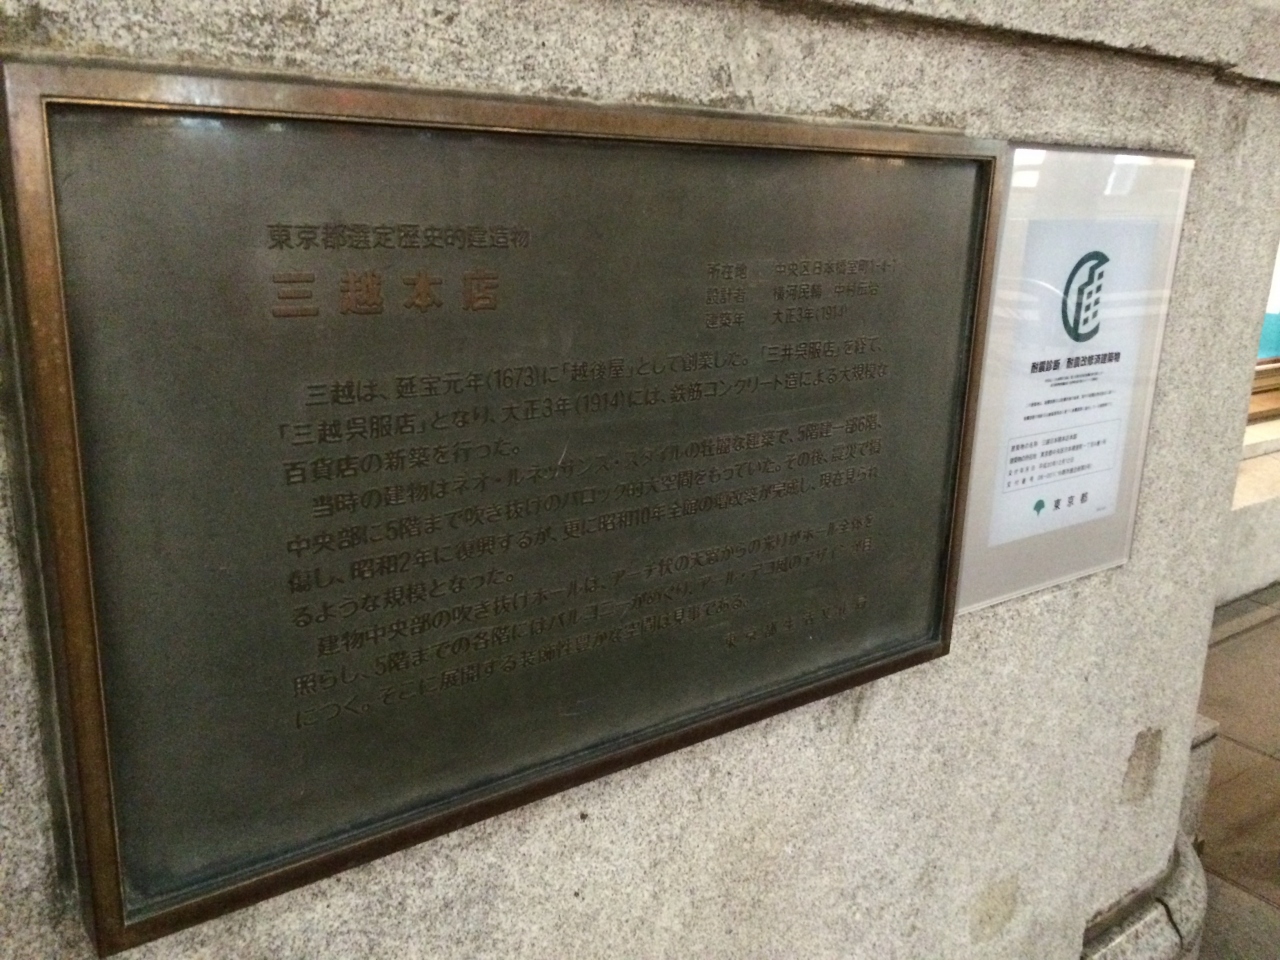 東京都選定歴史的建造物
三越本店
所在地 中央区日本橋室町1-4-1
設計者 横河民輔 中村伝治
建築年 大正3年(1914)
三越は、延宝元年(1673)に「越後屋」として創業した。「三井呉服店」を経て、
「三越呉服店」となり、大正3年(1914)には、鉄筋コンクリート造による大規模な
百貨店の新築を行った。
当時の建物はネオ・ルネッサンス・スタイルの壮麗な建築で、5階建一部6階、
中央部に5階まで吹き抜けのバロック的大空間をもっていた。その後、震災で損
傷し、昭和2年に復興するが、更に昭和10年全館の増改築が完成し、現在見られ
るような規模となった。
建物中央部の吹き抜けホールは、アーチ状の天窓からの光りがホール全体を
照らし、5階までの各階にはバルコニーがめぐり、アール・デコ風のデザインが目
につく。そこに展開する装飾性豊かな空間は見事である。
東京都生活文化局
耐震診断/耐震改修済建築物
東京都